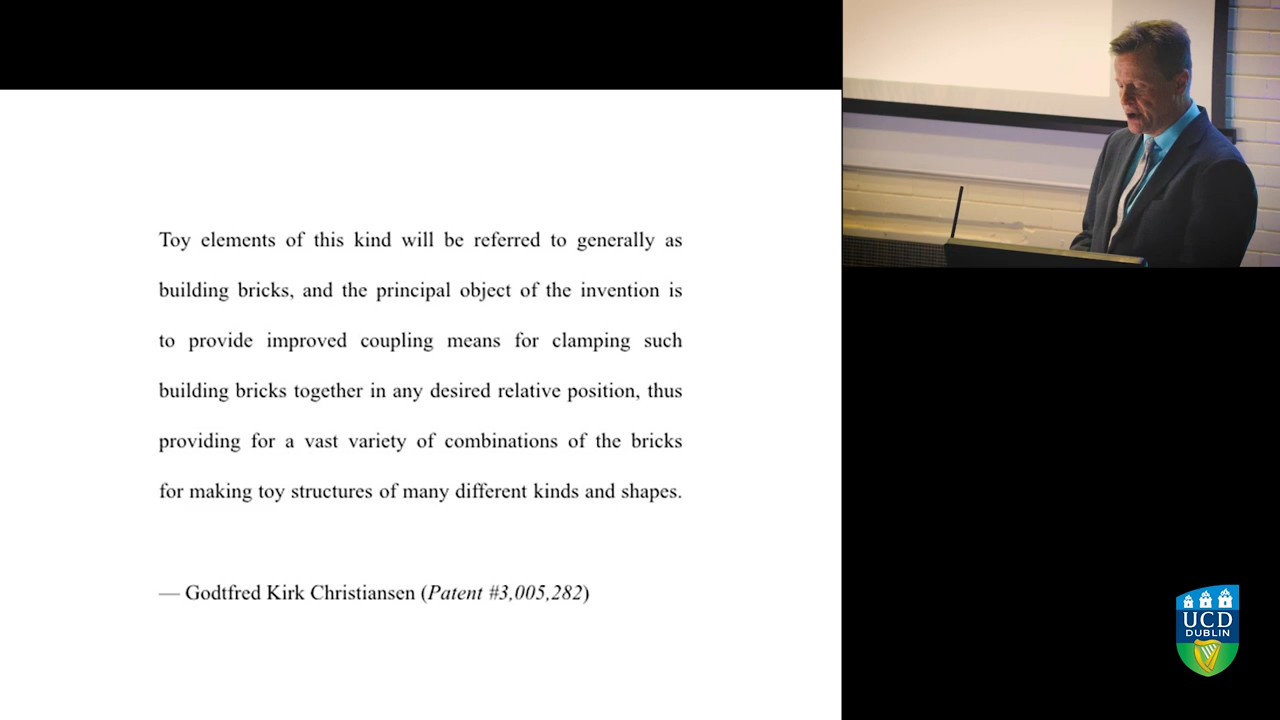 Toy elements of this kind will be referred to generally as
building bricks, and the principal object of the invention is
to provide improved coupling means for clamping such
building bricks together in any desired relative position, thus
providing for a vast variety of combinations of the bricks
for making toy structures of many different kinds and shapes.
— Godtfred Kirk Christiansen (Patent #3,005,282)
UCD
DUBLIN